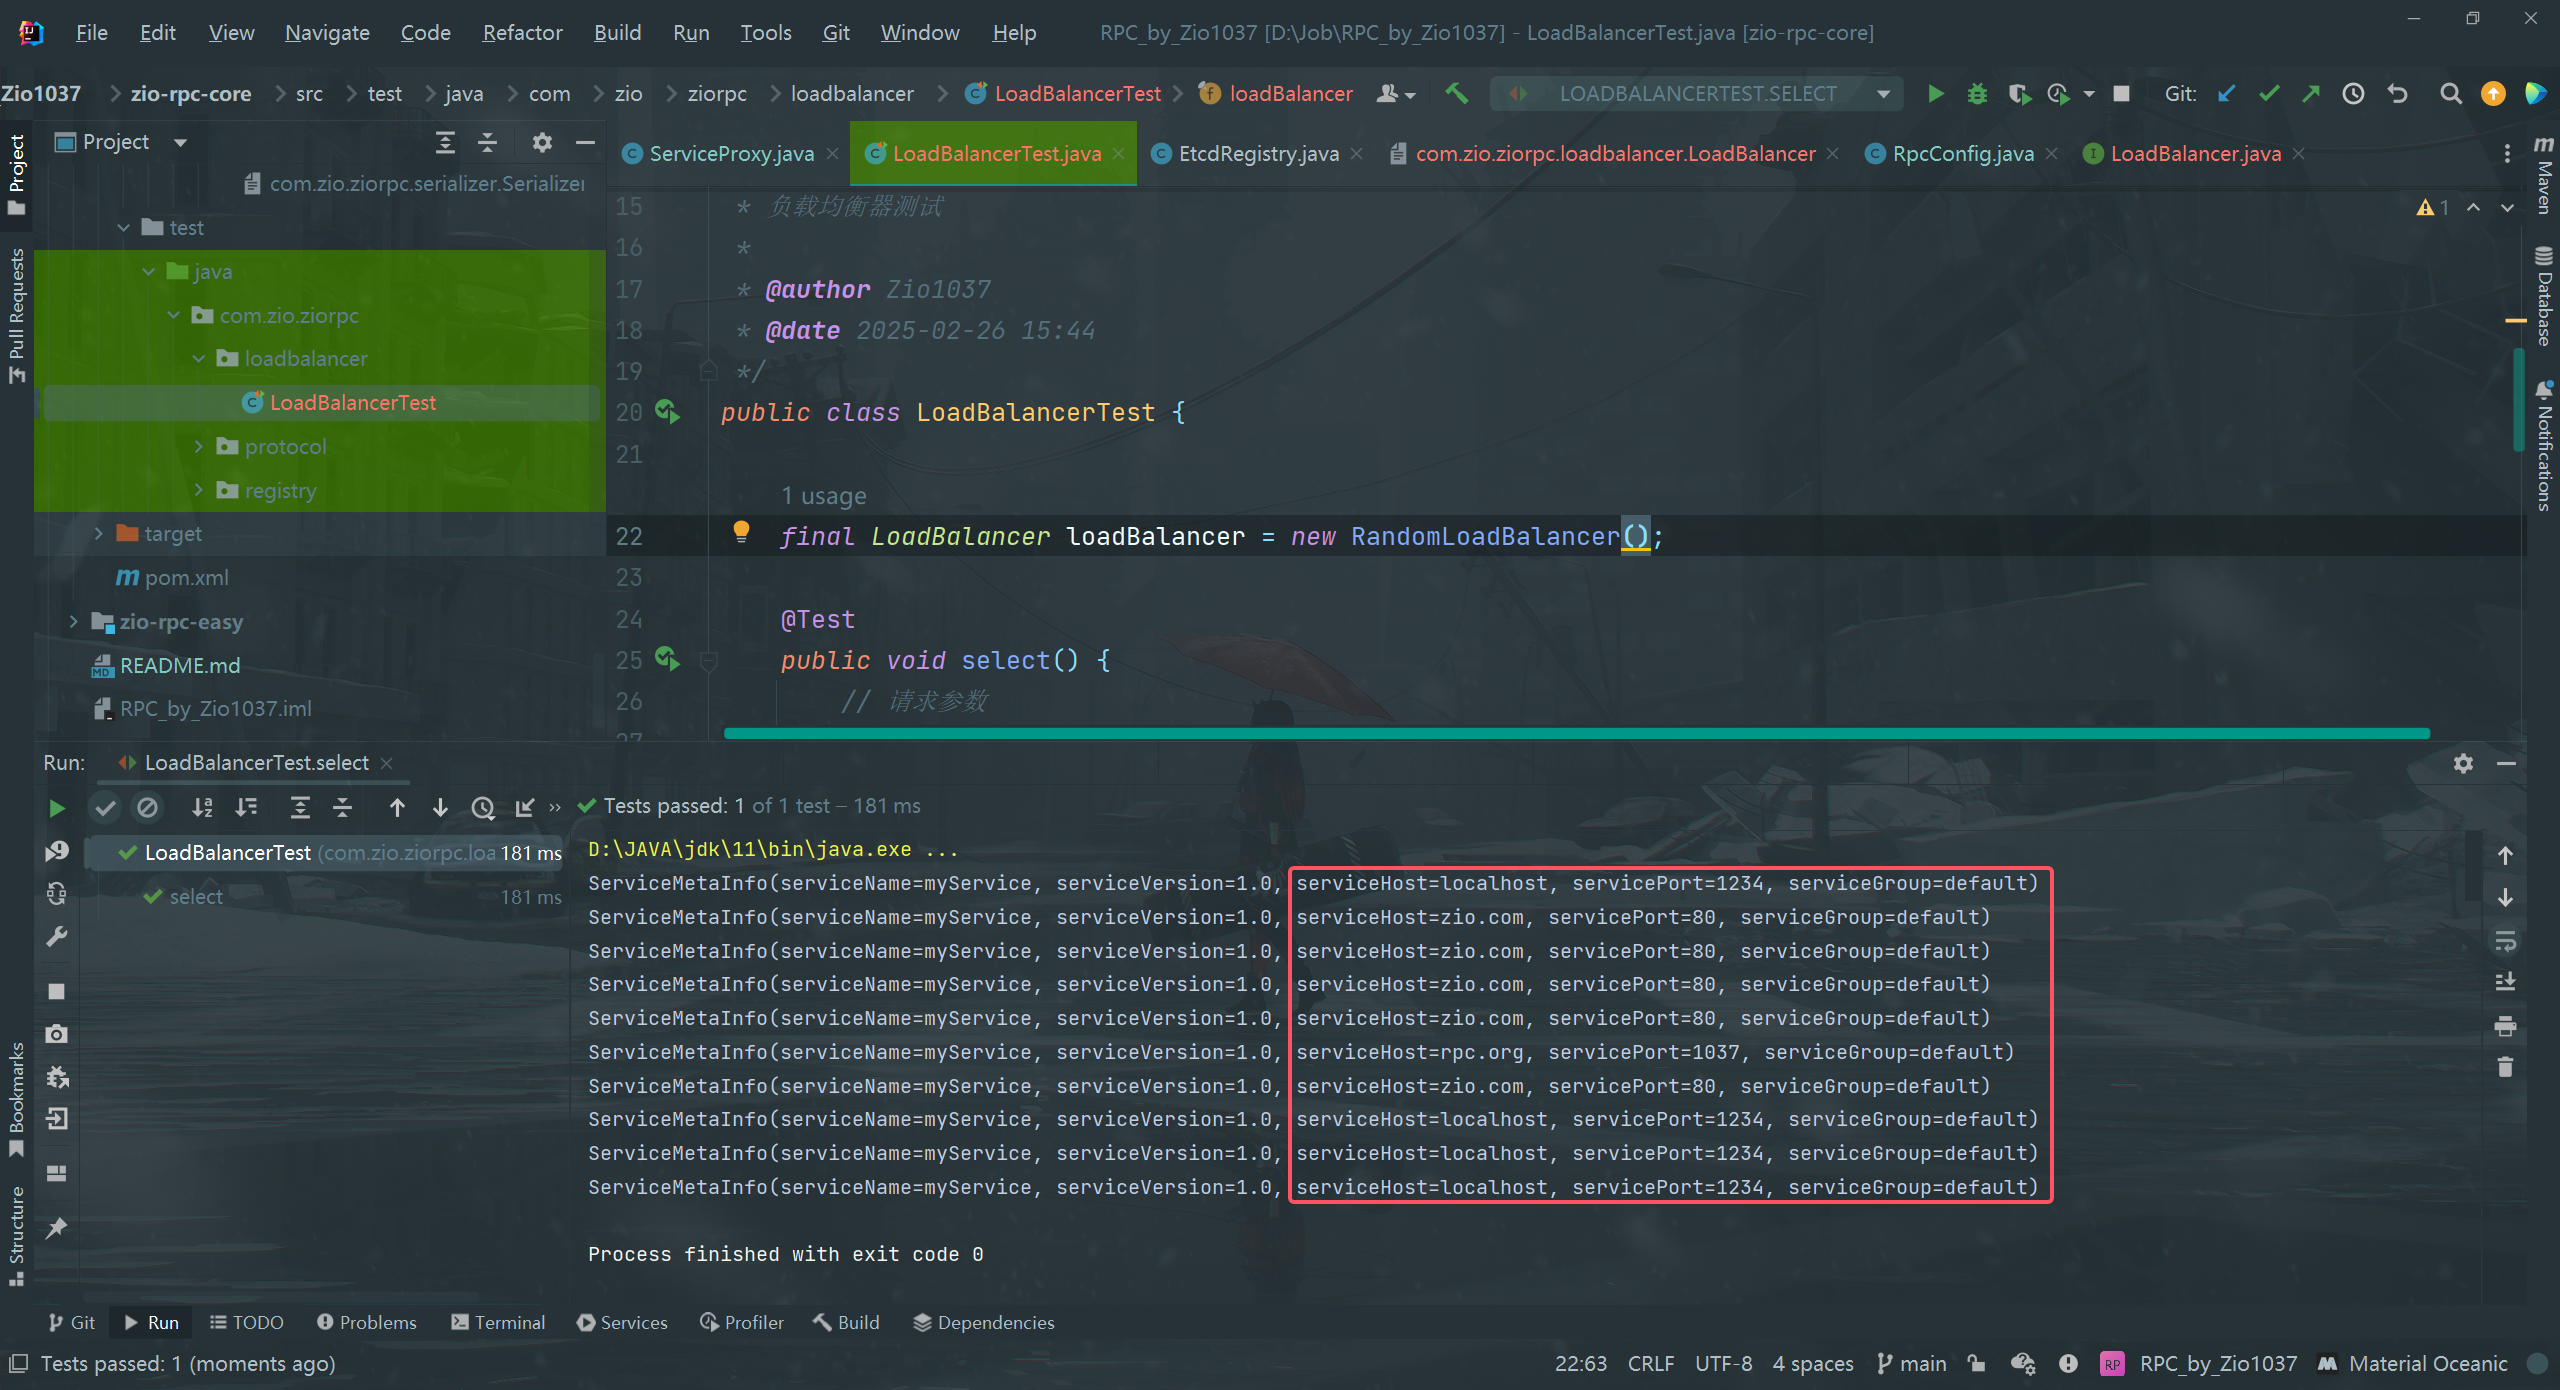 File Edit View Navigate Code Refactor Build Run Tools Git Window Help RPC_by_Zio1037 [D:\Job\RPC_by_Zio1037] - LoadBalancerTest.java [zio-rpc-core]
Zio1037 zio-rpc-core src test java com zio ziorpc loadbalancer LoadBalancerTest loadBalancer LOADBALANCERTEST.SELECT Git:
Project
ServiceProxy.java LoadBalancerTest.java EtcdRegistry.java com.zio.ziorpc.loadbalancer.LoadBalancer RpcConfig.java LoadBalancer.java
Project
Pull Requests
Bookmarks
Structure
com.zio.ziorpc.serializer.Serializer
test
java
com.zio.ziorpc
loadbalancer
LoadBalancerTest
protocol
registry
target
pom.xml
zio-rpc-easy
README.md
RPC_by_Zio1037.iml
15 * 负载均衡器测试
16 *
17 * @author Zio1037
18 * @date 2025-02-26 15:44
19 */
20 public class LoadBalancerTest {
21
1 usage
22 final LoadBalancer loadBalancer = new RandomLoadBalancer();
23
24 @Test
25 public void select() {
26 // 请求参数
27
1
Maven
Database
Notifications
Run: LoadBalancerTest.select
Tests passed: 1 of 1 test – 181 ms
LoadBalancerTest (com.zio.ziorpc.loa 181 ms
select 181 ms
D:\JAVA\jdk\11\bin\java.exe ...
ServiceMetaInfo(serviceName=myService, serviceVersion=1.0, serviceHost=localhost, servicePort=1234, serviceGroup=default)
ServiceMetaInfo(serviceName=myService, serviceVersion=1.0, serviceHost=zio.com, servicePort=80, serviceGroup=default)
ServiceMetaInfo(serviceName=myService, serviceVersion=1.0, serviceHost=zio.com, servicePort=80, serviceGroup=default)
ServiceMetaInfo(serviceName=myService, serviceVersion=1.0, serviceHost=zio.com, servicePort=80, serviceGroup=default)
ServiceMetaInfo(serviceName=myService, serviceVersion=1.0, serviceHost=zio.com, servicePort=80, serviceGroup=default)
ServiceMetaInfo(serviceName=myService, serviceVersion=1.0, serviceHost=rpc.org, servicePort=1037, serviceGroup=default)
ServiceMetaInfo(serviceName=myService, serviceVersion=1.0, serviceHost=zio.com, servicePort=80, serviceGroup=default)
ServiceMetaInfo(serviceName=myService, serviceVersion=1.0, serviceHost=localhost, servicePort=1234, serviceGroup=default)
ServiceMetaInfo(serviceName=myService, serviceVersion=1.0, serviceHost=localhost, servicePort=1234, serviceGroup=default)
ServiceMetaInfo(serviceName=myService, serviceVersion=1.0, serviceHost=localhost, servicePort=1234, serviceGroup=default)
Process finished with exit code 0
Git Run TODO Problems Terminal Services Profiler Build Dependencies
Tests passed: 1 (moments ago) 22:63 CRLF UTF-8 4 spaces main RP RPC_by_Zio1037 Material Oceanic